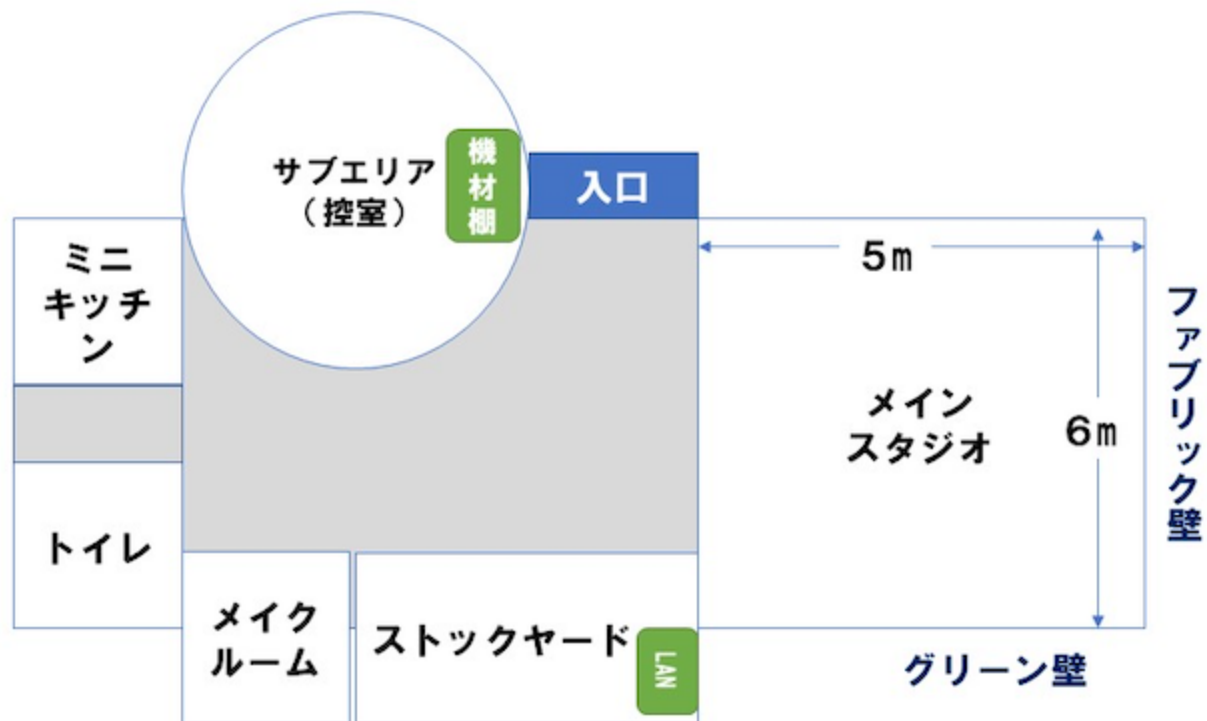 サブエリア
（控室）
機
材
棚
入口
ミニ
キッチ
ン
5m
ファブリック壁
メイン
スタジオ
6m
トイレ
メイク
ルーム
ストックヤード
LAN
グリーン壁